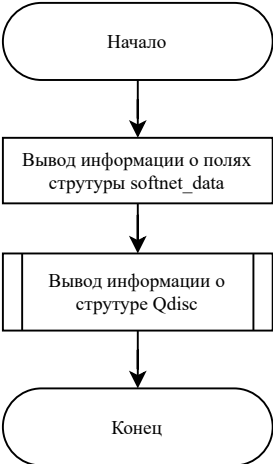 Начало
Вывод информации о полях
струтуры softnet_data
Вывод информации о
струтуре Qdisc
Конец